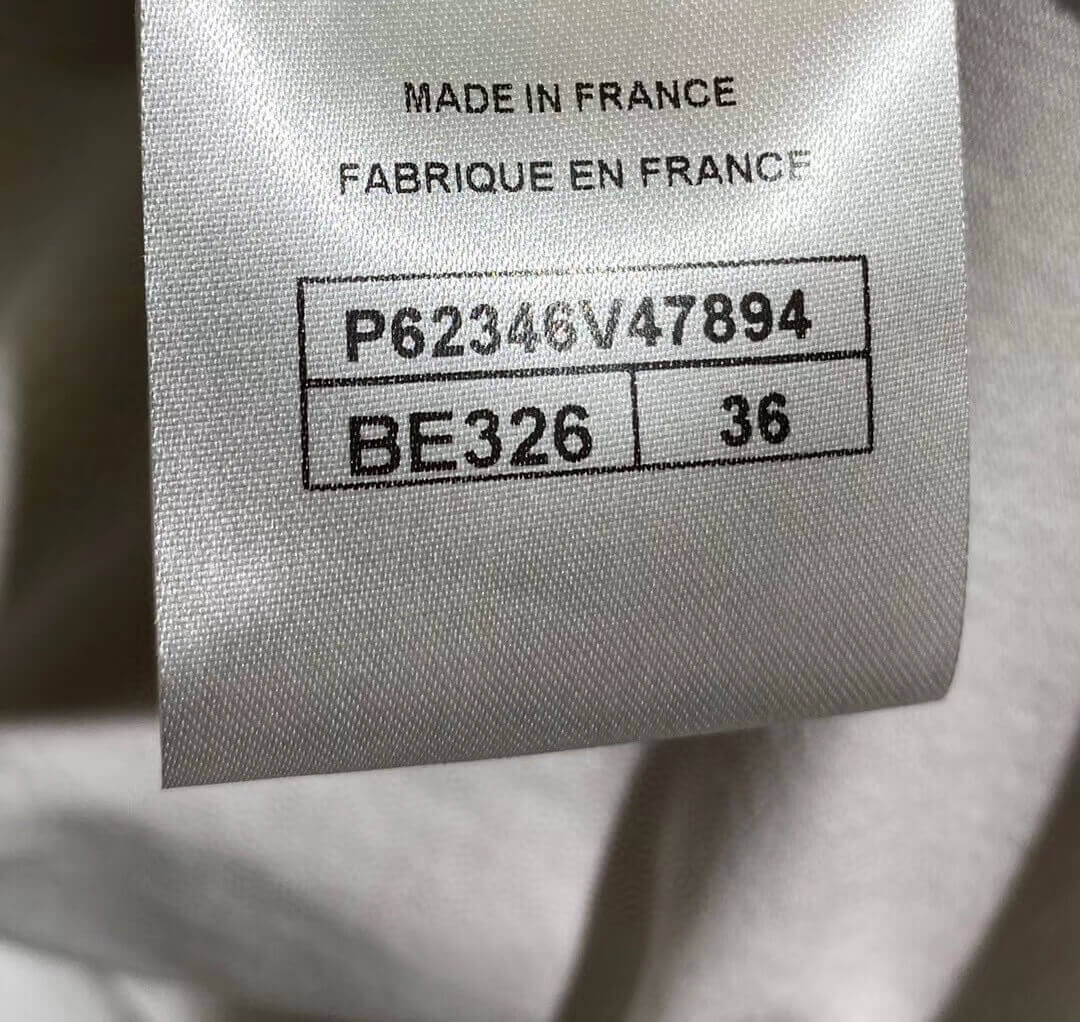 MADE IN FRANCE
FABRIQUE EN FRANCE
P62346V47894
BE326 36